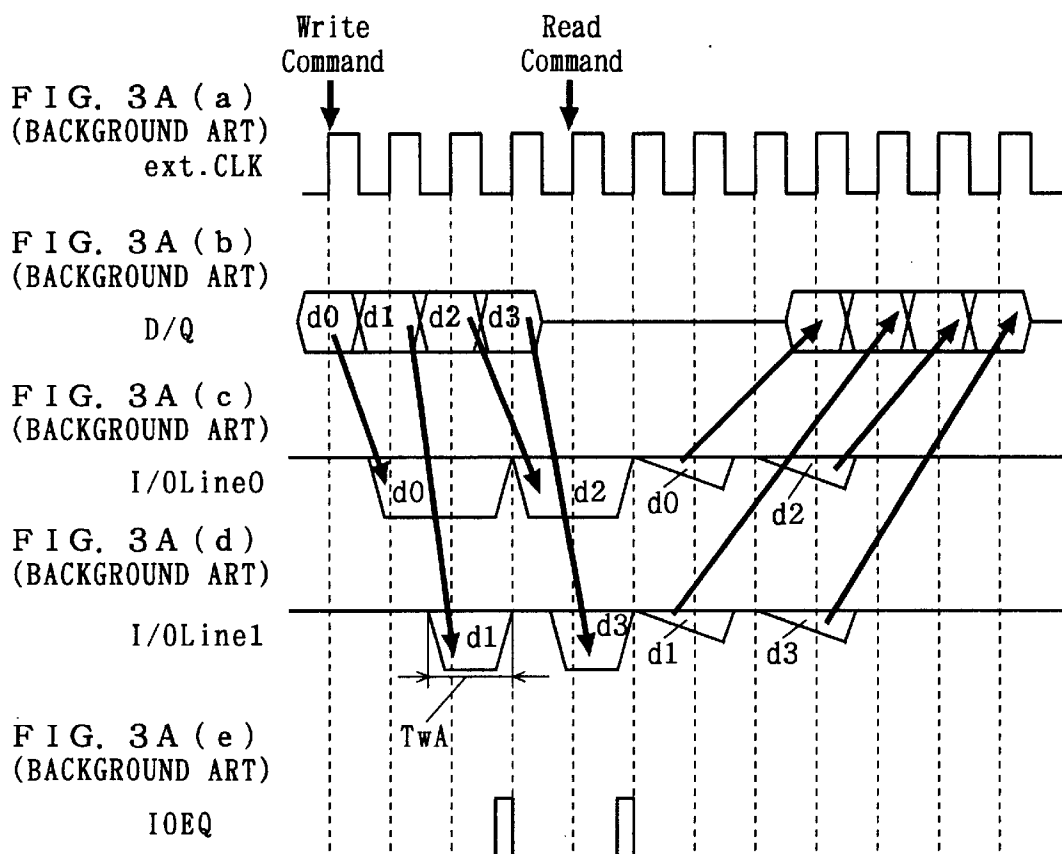 Write
Command
Read
Command
FIG. 3A (a)
(BACKGROUND ART)
ext.CLK
FIG. 3A (b)
(BACKGROUND ART)
D/Q
d0 d1 d2 d3
FIG. 3A (c)
(BACKGROUND ART)
I/OLine0
d0 d2 d0 d2
FIG. 3A (d)
(BACKGROUND ART)
I/OLine1
d1 d3 d1 d3
TwA
FIG. 3A (e)
(BACKGROUND ART)
IOEQ